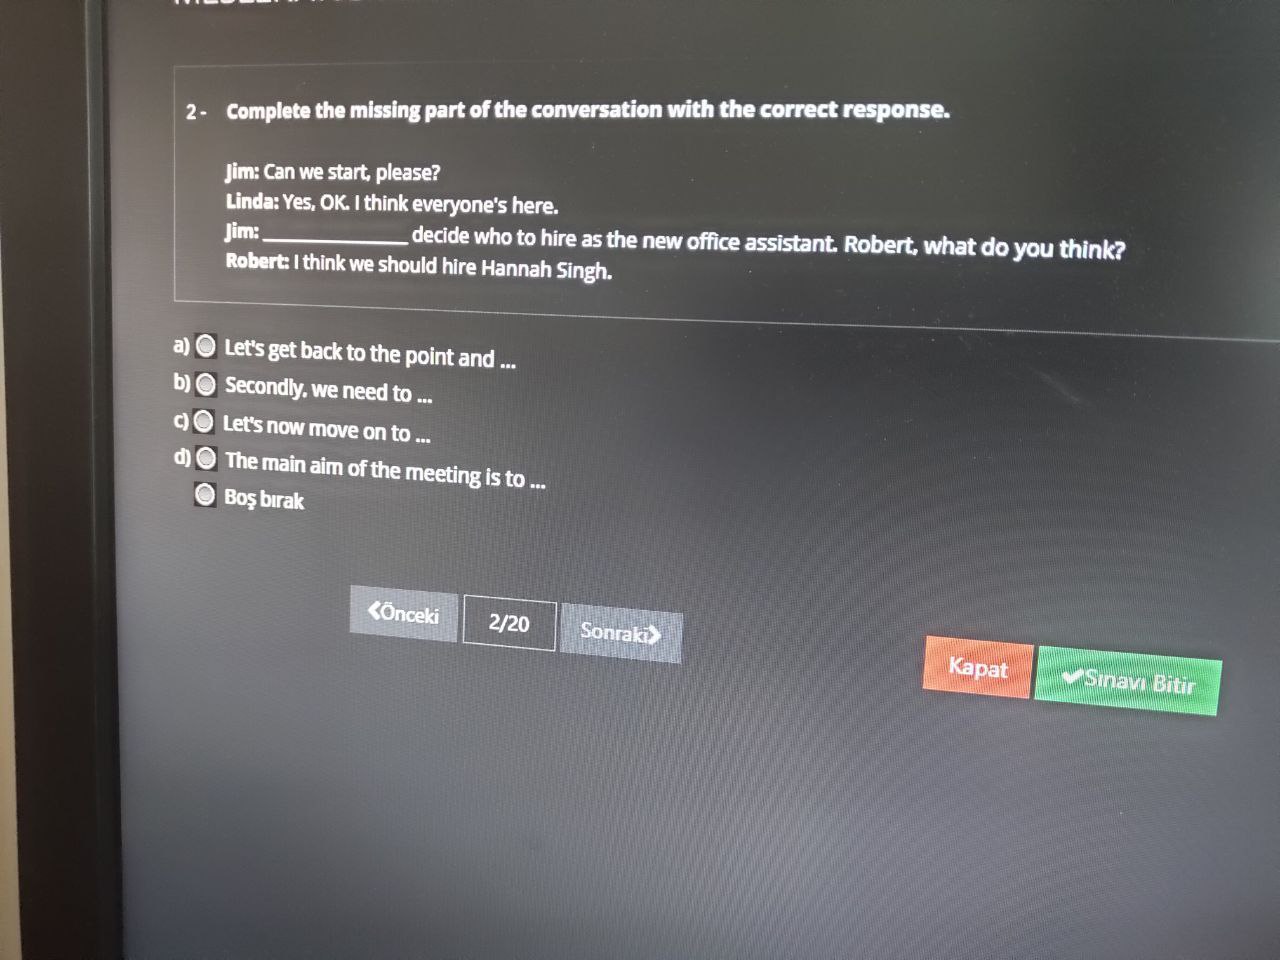 2- Complete the missing part of the conversation with the correct response.
Jim: Can we start, please?
Linda: Yes, OK. I think everyone's here.
Jim: ______________ decide who to hire as the new office assistant. Robert, what do you think?
Robert: I think we should hire Hannah Singh.
a) Let's get back to the point and ...
b) Secondly, we need to ...
c) Let's now move on to ...
d) The main aim of the meeting is to ...
Boş bırak
Önceki 2/20 Sonraki
Kapat Sınavı Bitir